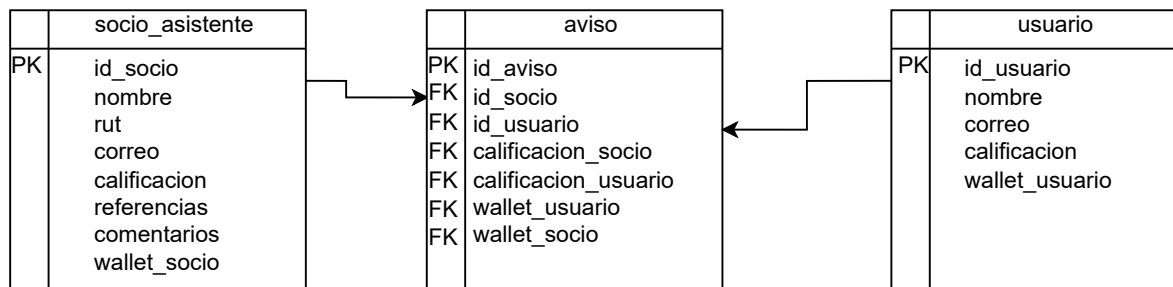 socio_asistente
PK id_socio
nombre
rut
correo
calificacion
referencias
comentarios
wallet_socio
aviso
PK id_aviso
FK id_socio
FK id_usuario
FK calificacion_socio
FK calificacion_usuario
FK wallet_usuario
FK wallet_socio
usuario
PK id_usuario
nombre
correo
calificacion
wallet_usuario